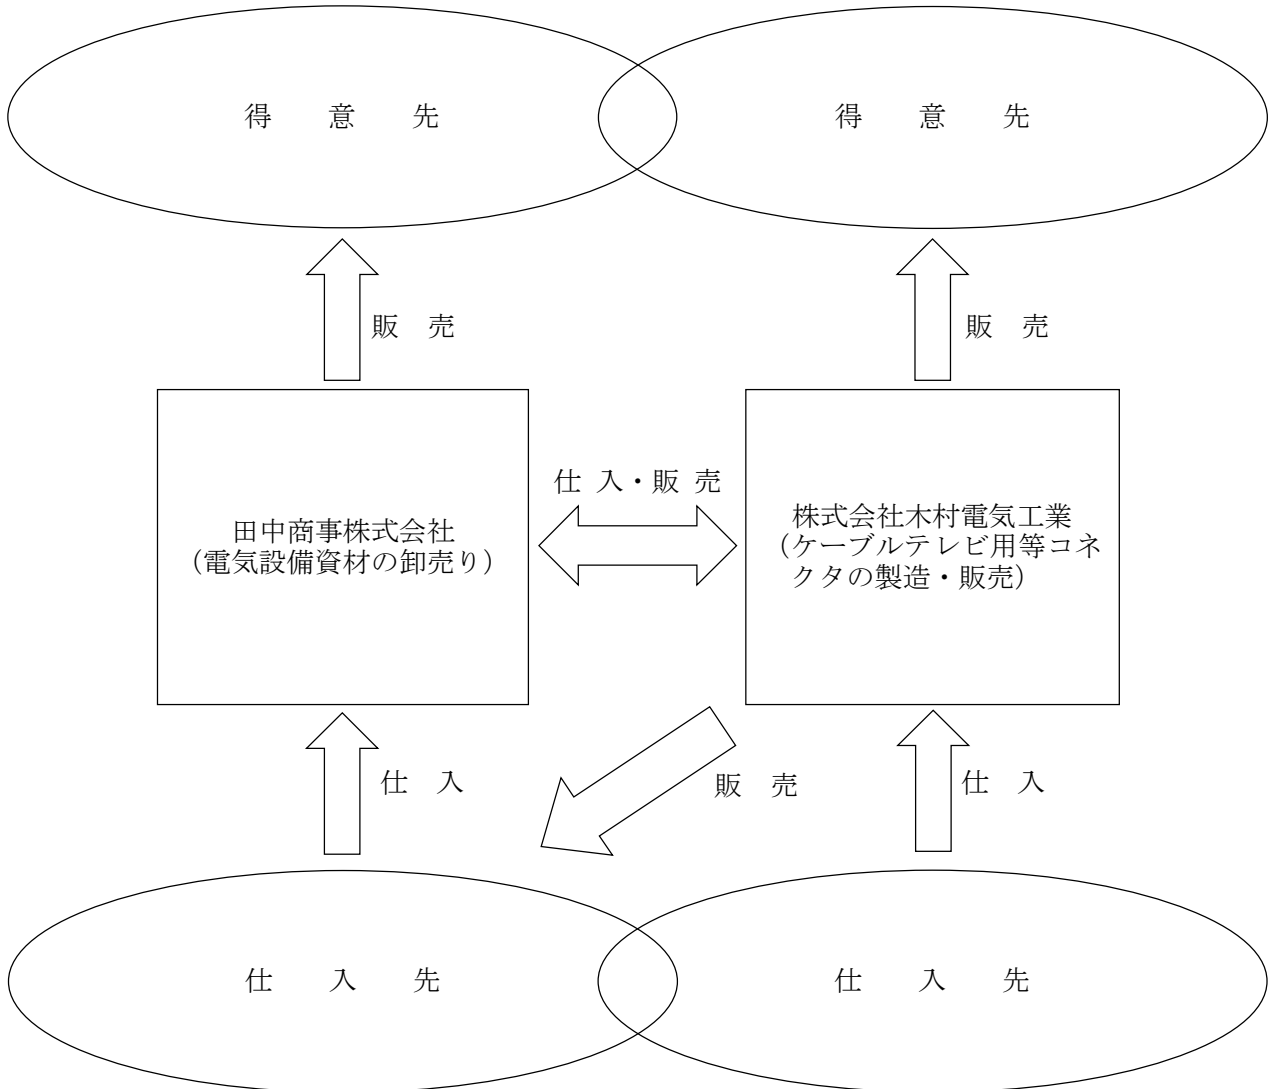 得 意 先
得 意 先
販 売
販 売
仕 入・販 売
田中商事株式会社
(電気設備資材の卸売り)
株式会社木村電気工業
(ケーブルテレビ用等コネ
クタの製造・販売)
仕 入
販 売
仕 入
仕 入 先
仕 入 先